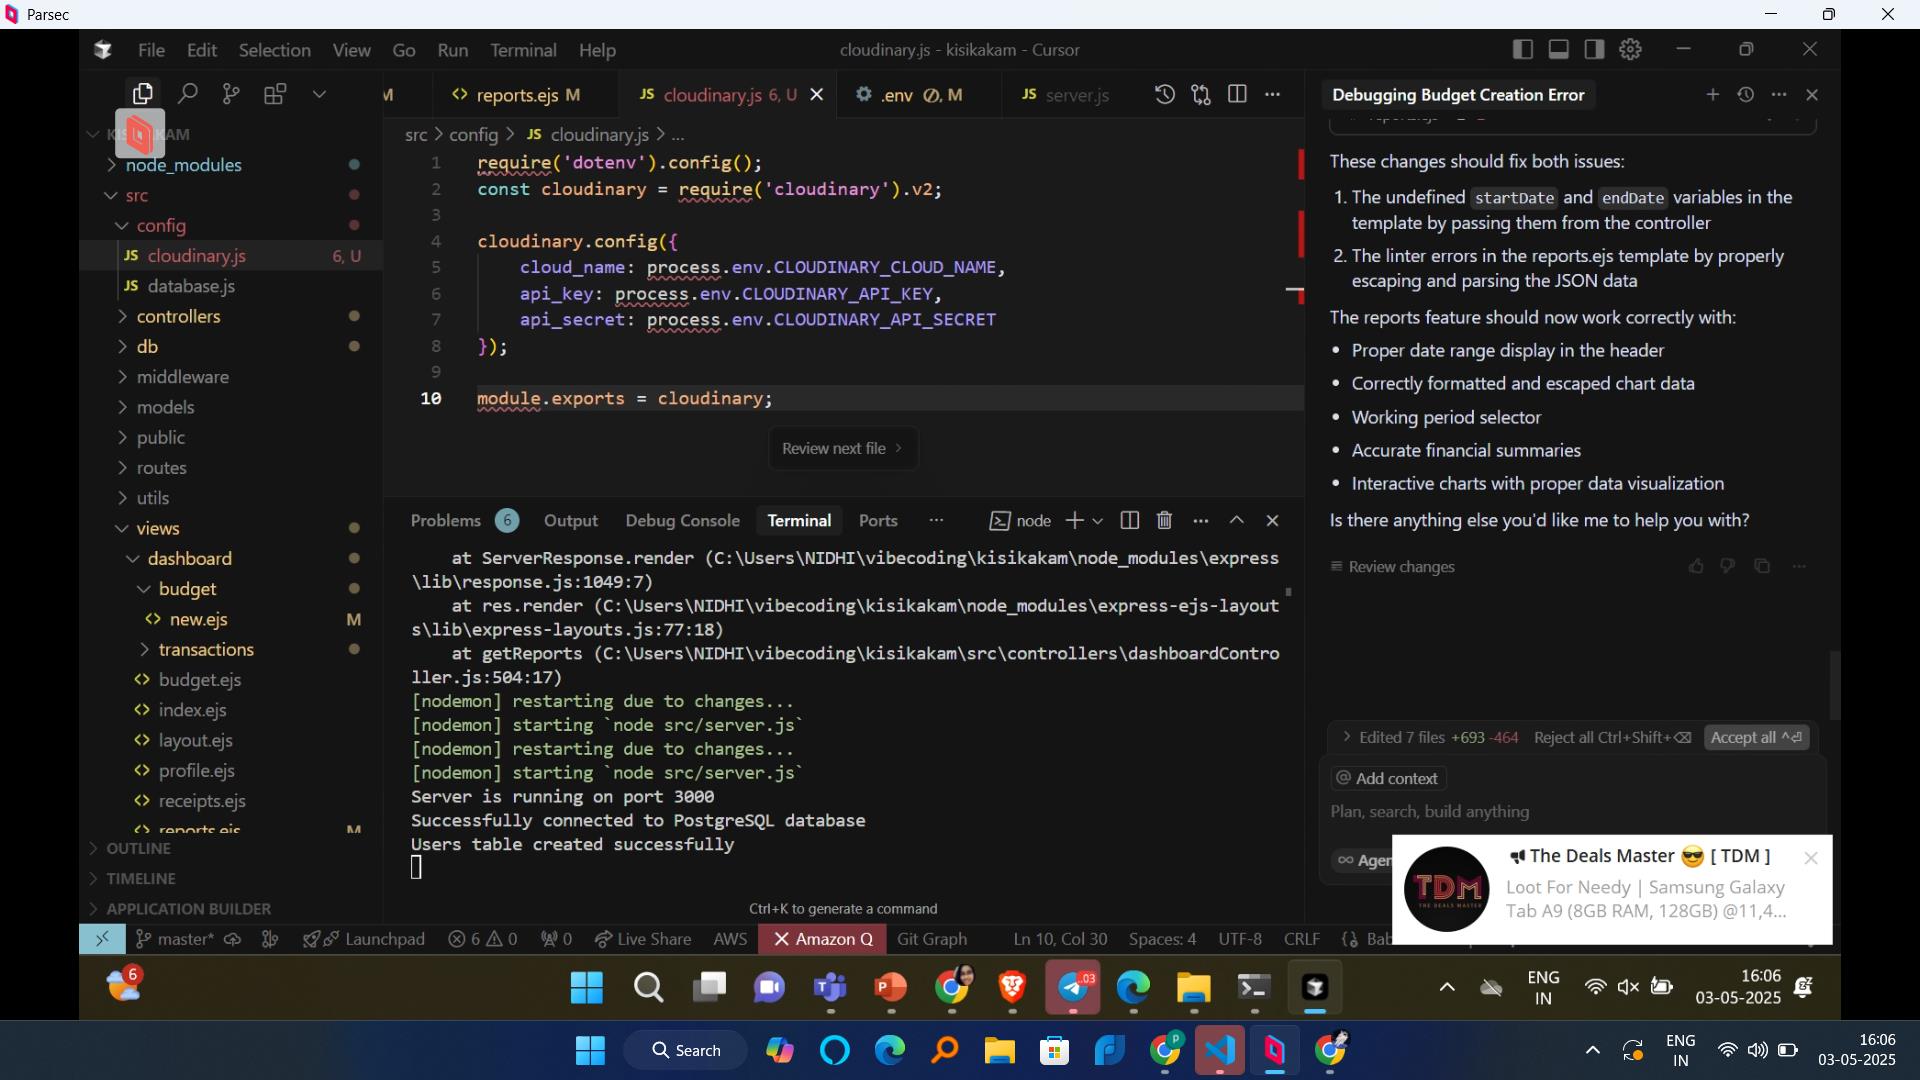 Parsec
File Edit Selection View Go Run Terminal Help
cloudinary.js - kisikakam - Cursor
M
<> reports.ejs M
JS cloudinary.js 6, U
.env M
JS server.js
Debugging Budget Creation Error
src > config > JS cloudinary.js > ...
node_modules
src
config
JS cloudinary.js 6, U
JS database.js
controllers
db
middleware
models
public
routes
utils
views
dashboard
budget
<> new.ejs M
transactions
<> budget.ejs
<> index.ejs
<> layout.ejs
<> profile.ejs
<> receipts.ejs
<> reports.ejs M
OUTLINE
TIMELINE
APPLICATION BUILDER
1 require('dotenv').config();
2 const cloudinary = require('cloudinary').v2;
3
4 cloudinary.config({
5 cloud_name: process.env.CLOUDINARY_CLOUD_NAME,
6 api_key: process.env.CLOUDINARY_API_KEY,
7 api_secret: process.env.CLOUDINARY_API_SECRET
8 });
9
10 module.exports = cloudinary;
Review next file >
Problems 6 Output Debug Console Terminal Ports ... node
at ServerResponse.render (C:\Users\NIDHI\vibecoding\kisikakam\node_modules\express
\lib\response.js:1049:7)
at res.render (C:\Users\NIDHI\vibecoding\kisikakam\node_modules\express-ejs-layout
s\lib\express-layouts.js:77:18)
at getReports (C:\Users\NIDHI\vibecoding\kisikakam\src\controllers\dashboardContro
ller.js:504:17)
[nodemon] restarting due to changes...
[nodemon] starting `node src/server.js`
[nodemon] restarting due to changes...
[nodemon] starting `node src/server.js`
Server is running on port 3000
Successfully connected to PostgreSQL database
Users table created successfully
Ctrl+K to generate a command
These changes should fix both issues:
1. The undefined startDate and endDate variables in the
template by passing them from the controller
2. The linter errors in the reports.ejs template by properly
escaping and parsing the JSON data
The reports feature should now work correctly with:
• Proper date range display in the header
• Correctly formatted and escaped chart data
• Working period selector
• Accurate financial summaries
• Interactive charts with proper data visualization
Is there anything else you'd like me to help you with?
Review changes
> Edited 7 files +693 -464 Reject all Ctrl+Shift+⌫ Accept all ^⏎
@ Add context
Plan, search, build anything
∞ Agen
The Deals Master 😎 [ TDM ]
Loot For Needy | Samsung Galaxy
Tab A9 (8GB RAM, 128GB) @11,4...
TDM
THE DEALS MASTER
master* Launchpad 6 0 0 Live Share AWS Amazon Q Git Graph Ln 10, Col 30 Spaces: 4 UTF-8 CRLF {} Bab
6
03
ENG
IN
16:06
03-05-2025
Search
ENG
IN
16:06
03-05-2025